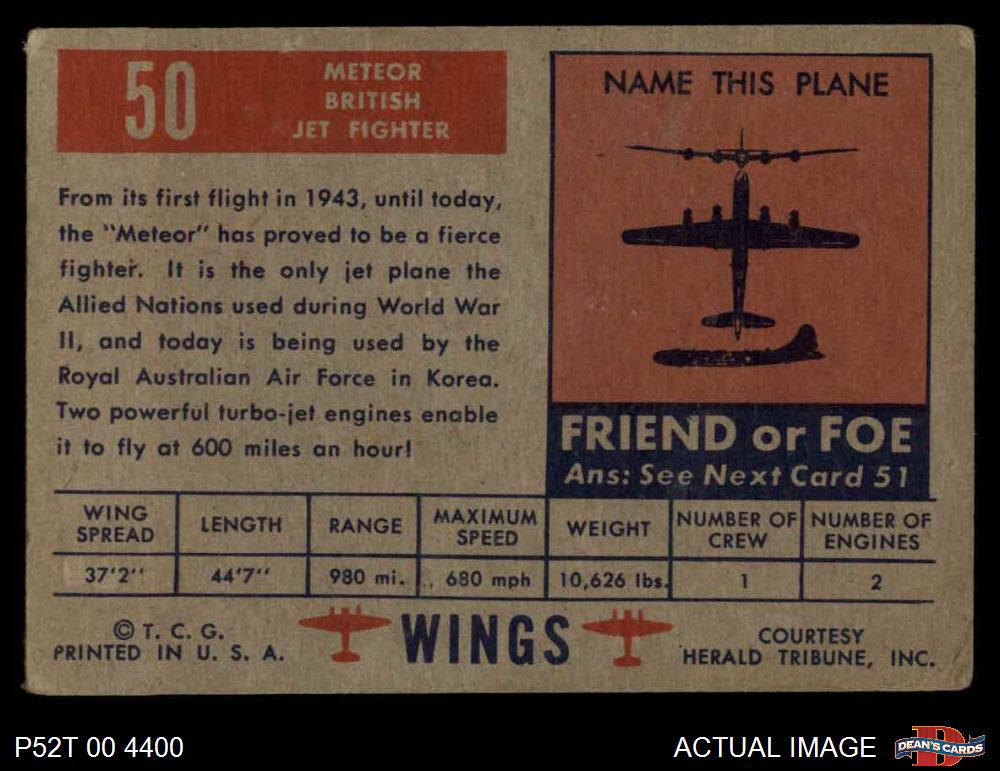 50
METEOR
BRITISH
JET FIGHTER
From its first flight in 1943, until today,
the "Meteor" has proved to be a fierce
fighter. It is the only jet plane the
Allied Nations used during World War
II, and today is being used by the
Royal Australian Air Force in Korea.
Two powerful turbo-jet engines enable
it to fly at 600 miles an hour!
NAME THIS PLANE
FRIEND or FOE
Ans: See Next Card 51
WING SPREAD LENGTH RANGE MAXIMUM SPEED WEIGHT NUMBER OF CREW NUMBER OF ENGINES
37'2" 44'7" 980 mi. 680 mph 10,626 lbs. 1 2
© T. C. G.
PRINTED IN U. S. A.
WINGS
COURTESY
HERALD TRIBUNE, INC.
P52T 00 4400
ACTUAL IMAGE
DEAN'S CARDS